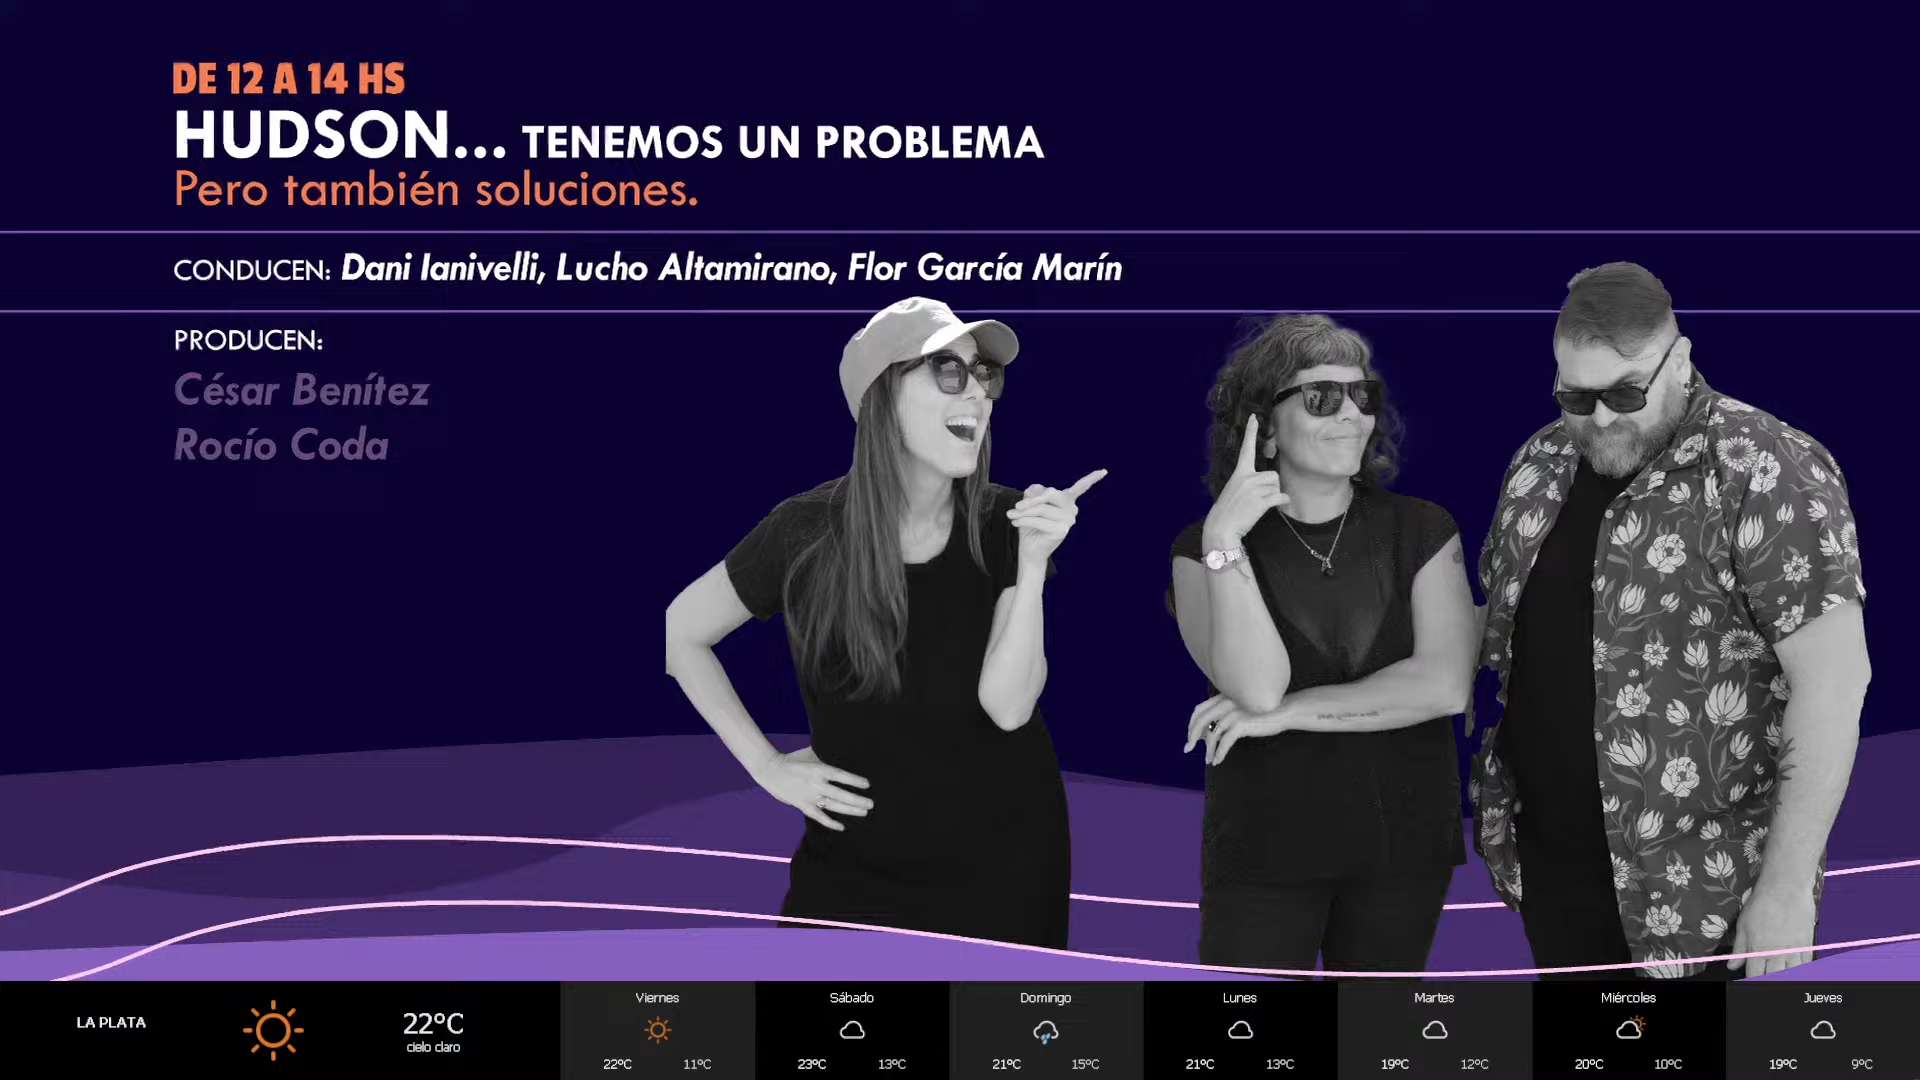 DE 12 A 14 HS
HUDSON... TENEMOS UN PROBLEMA
Pero también soluciones.
CONDUCEN: Dani Ianivelli, Lucho Altamirano, Flor García Marín
PRODUCEN:
César Benítez
Rocío Coda
LA PLATA
22°C
cielo claro
Viernes
22°C 11°C
Sábado
23°C 13°C
Domingo
21°C 15°C
Lunes
21°C 13°C
Martes
19°C 12°C
Miércoles
20°C 10°C
Jueves
19°C 9°C